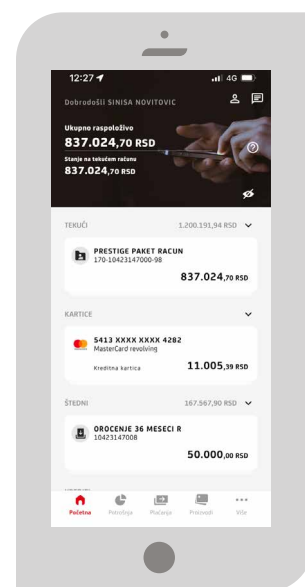 12:27
4G
Dobrodošli SINISA NOVITOVIC
Ukupno raspoloživo
837.024,70 RSD
Stanje na tekućem računu
837.024,70 RSD
TEKUĆI 1.200.191,94 RSD
PRESTIGE PAKET RACUN
170-10423147000-98
837.024,70 RSD
KARTICE
5413 XXXX XXXX 4282
MasterCard revolving
Kreditna kartica 11.005,39 RSD
ŠTEDNI 167.567,90 RSD
OROCENJE 36 MESECI R
10423147008
50.000,00 RSD
Početna Potrošnja Plaćanja Proizvodi Više